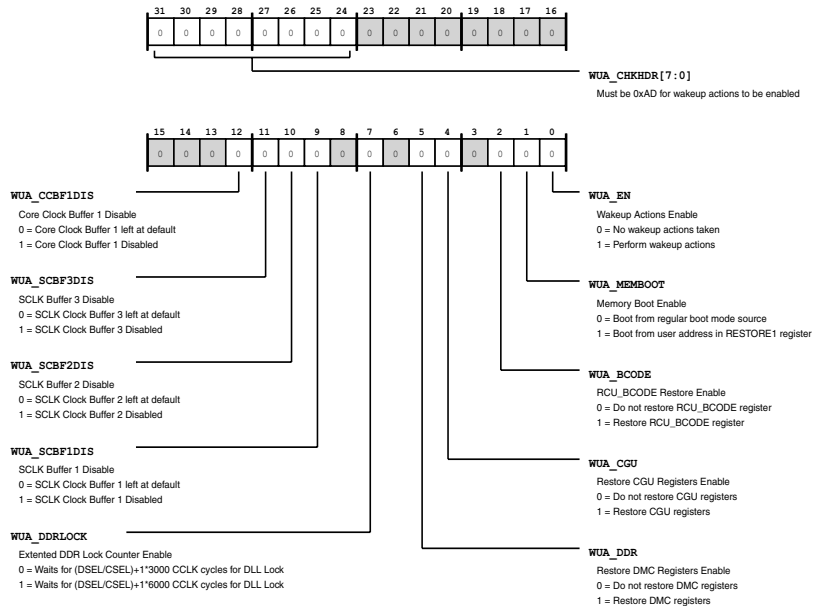 31 30 29 28 27 26 25 24 23 22 21 20 19 18 17 16
0 0 0 0 0 0 0 0 0 0 0 0 0 0 0 0
WUA_CHKHDR[7:0]
Must be 0xAD for wakeup actions to be enabled
15 14 13 12 11 10 9 8 7 6 5 4 3 2 1 0
0 0 0 0 0 0 0 0 0 0 0 0 0 0 0 0
WUA_CCBF1DIS
Core Clock Buffer 1 Disable
0 = Core Clock Buffer 1 left at default
1 = Core Clock Buffer 1 Disabled
WUA_SCBF3DIS
SCLK Buffer 3 Disable
0 = SCLK Clock Buffer 3 left at default
1 = SCLK Clock Buffer 3 Disabled
WUA_SCBF2DIS
SCLK Buffer 2 Disable
0 = SCLK Clock Buffer 2 left at default
1 = SCLK Clock Buffer 2 Disabled
WUA_SCBF1DIS
SCLK Buffer 1 Disable
0 = SCLK Clock Buffer 1 left at default
1 = SCLK Clock Buffer 1 Disabled
WUA_DDRLOCK
Extented DDR Lock Counter Enable
0 = Waits for (DSEL/CSEL)+1*3000 CCLK cycles for DLL Lock
1 = Waits for (DSEL/CSEL)+1*6000 CCLK cycles for DLL Lock
WUA_EN
Wakeup Actions Enable
0 = No wakeup actions taken
1 = Perform wakeup actions
WUA_MEMBOOT
Memory Boot Enable
0 = Boot from regular boot mode source
1 = Boot from user address in RESTORE1 register
WUA_BCODE
RCU_BCODE Restore Enable
0 = Do not restore RCU_BCODE register
1 = Restore RCU_BCODE register
WUA_CGU
Restore CGU Registers Enable
0 = Do not restore CGU registers
1 = Restore CGU registers
WUA_DDR
Restore DMC Registers Enable
0 = Do not restore DMC registers
1 = Restore DMC registers